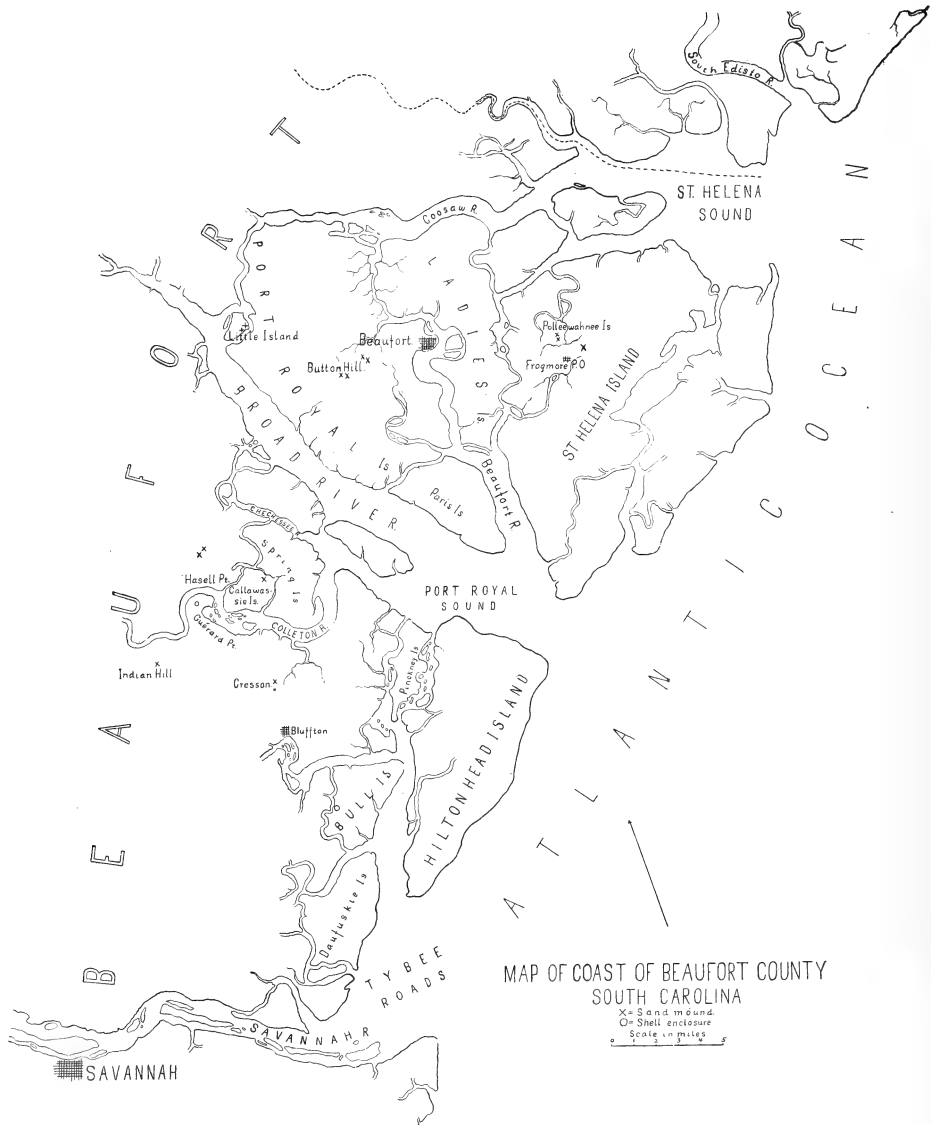 South Edisto R.
ST. HELENA
SOUND
Coosaw R.
PORT ROYAL Is
LADIES Is
Little Island
Beaufort
Button Hill
Polleewahnee Is
Frogmore P.O
ST HELENA ISLAND
BROAD RIVER
Paris Is
Beaufort R.
CHECHESSEE R.
Spring Is
Hasell Pt.
Callawas-
sie Is.
Guerard Pt.
COLLETON R.
PORT ROYAL
SOUND
Indian Hill
Cresson
Pinckney Is
Bluffton
BULL IS
HILTON HEAD ISLAND
Daufuskie Is
TYBEE
ROADS
SAVANNAH R
SAVANNAH
BEAUFORT
ATLANTIC OCEAN
MAP OF COAST OF BEAUFORT COUNTY
SOUTH CAROLINA
X= Sand mound.
O= Shell enclosure
Scale in miles
0 1 2 3 4 5